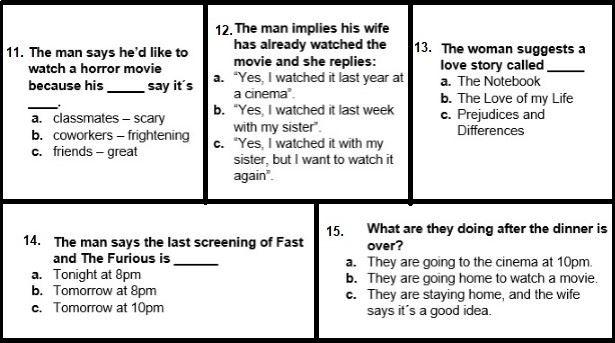 11. The man says he'd like to
watch a horror movie
because his _____ say it´s
_____.
a. classmates – scary
b. coworkers – frightening
c. friends – great
12. The man implies his wife
has already watched the
movie and she replies:
a. "Yes, I watched it last year at
a cinema".
b. "Yes, I watched it last week
with my sister".
c. "Yes, I watched it with my
sister, but I want to watch it
again".
13. The woman suggests a
love story called _____
a. The Notebook
b. The Love of my Life
c. Prejudices and
Differences
14. The man says the last screening of Fast
and The Furious is _____
a. Tonight at 8pm
b. Tomorrow at 8pm
c. Tomorrow at 10pm
15. What are they doing after the dinner is
over?
a. They are going to the cinema at 10pm.
b. They are going home to watch a movie.
c. They are staying home, and the wife
says it´s a good idea.